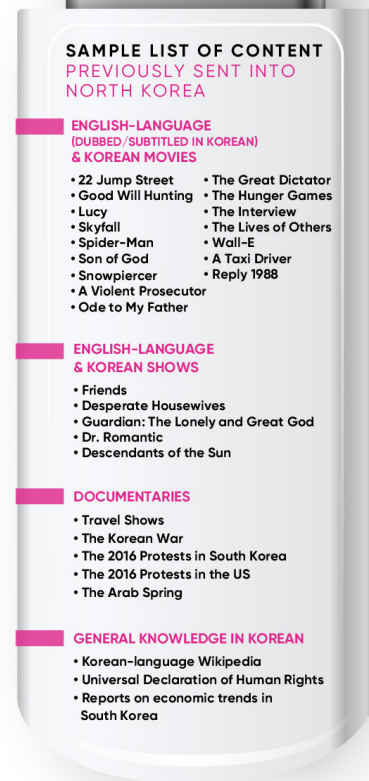 SAMPLE LIST OF CONTENT
PREVIOUSLY SENT INTO
NORTH KOREA
ENGLISH-LANGUAGE
(DUBBED/SUBTITLED IN KOREAN)
& KOREAN MOVIES
• 22 Jump Street
• Good Will Hunting
• Lucy
• Skyfall
• Spider-Man
• Son of God
• Snowpiercer
• A Violent Prosecutor
• Ode to My Father
• The Great Dictator
• The Hunger Games
• The Interview
• The Lives of Others
• Wall-E
• A Taxi Driver
• Reply 1988
ENGLISH-LANGUAGE
& KOREAN SHOWS
• Friends
• Desperate Housewives
• Guardian: The Lonely and Great God
• Dr. Romantic
• Descendants of the Sun
DOCUMENTARIES
• Travel Shows
• The Korean War
• The 2016 Protests in South Korea
• The 2016 Protests in the US
• The Arab Spring
GENERAL KNOWLEDGE IN KOREAN
• Korean-language Wikipedia
• Universal Declaration of Human Rights
• Reports on economic trends in
South Korea